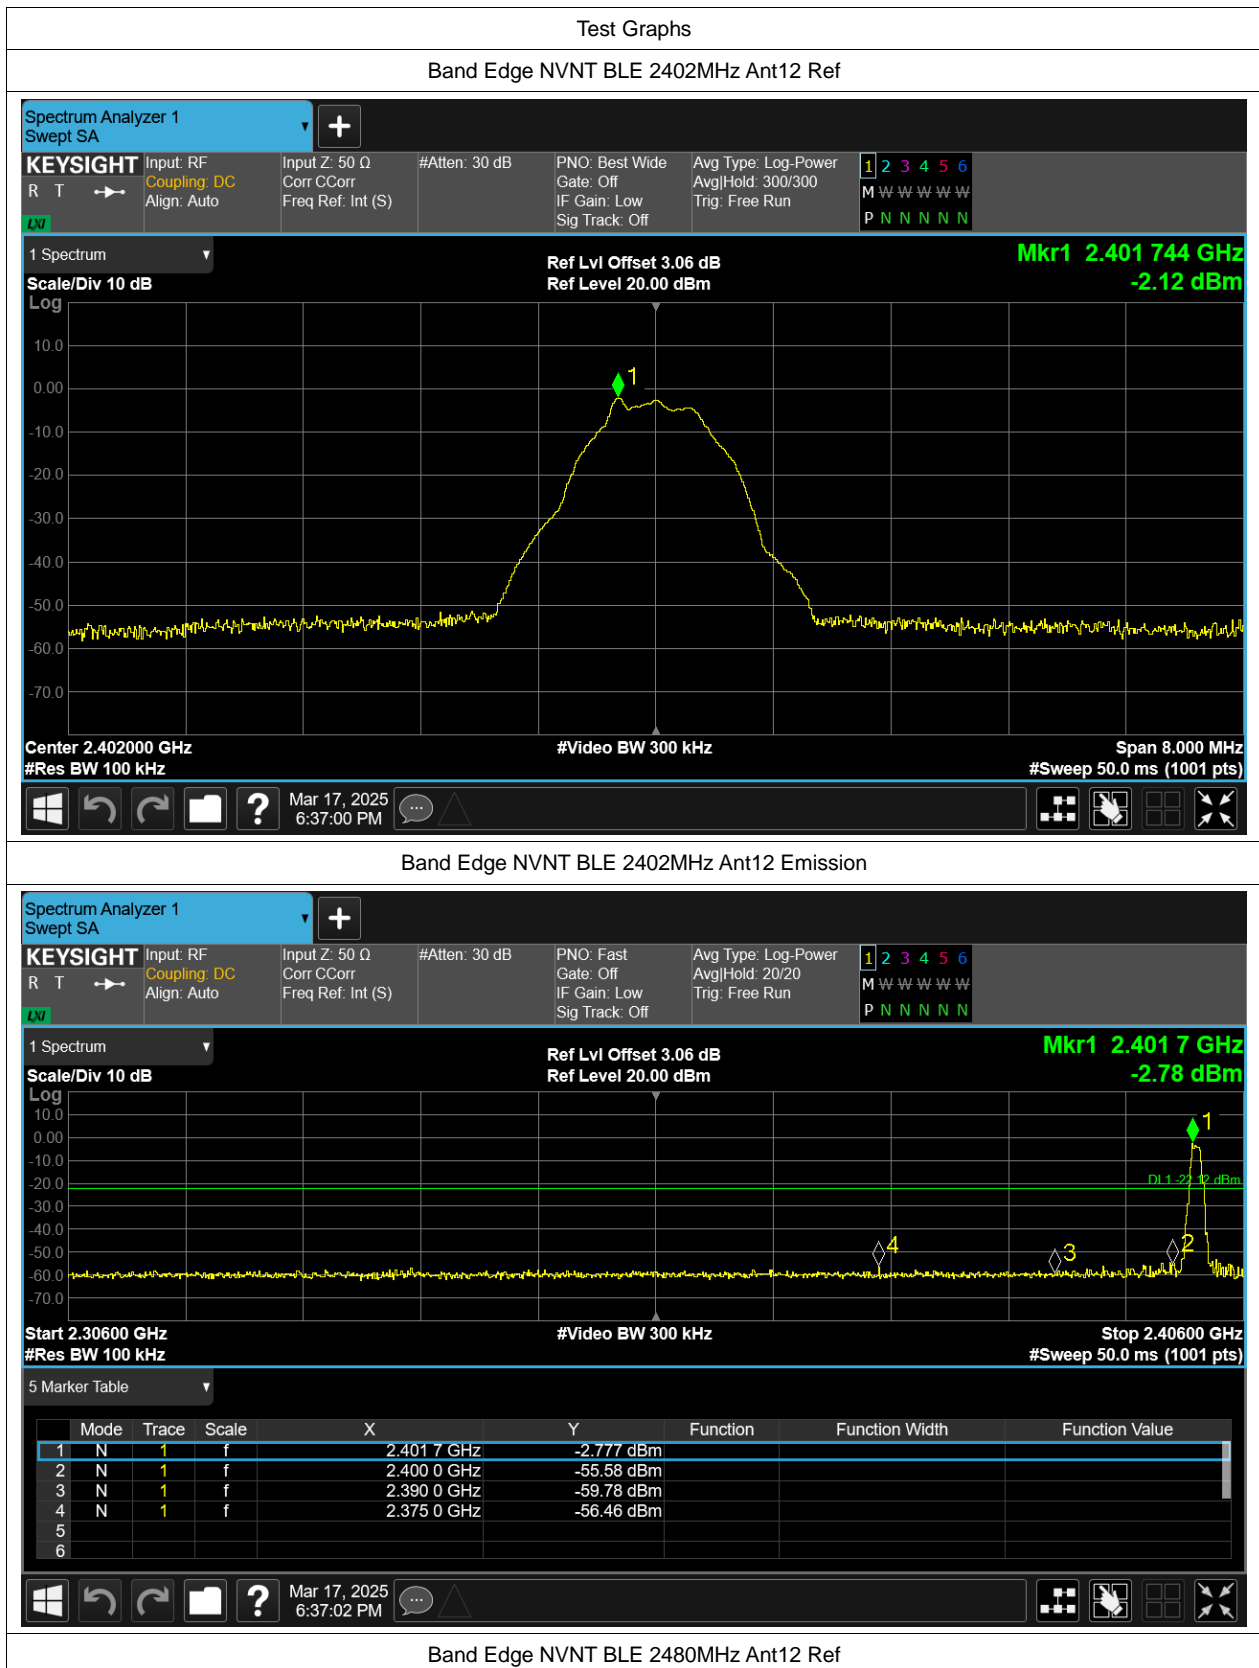 Test Graphs
Band Edge NVNT BLE 2402MHz Ant12 Ref
Spectrum Analyzer 1
Swept SA
KEYSIGHT Input: RF Input Z: 50 Ω #Atten: 30 dB PNO: Best Wide Avg Type: Log-Power 1 2 3 4 5 6
R T Coupling: DC Corr CCorr Gate: Off Avg|Hold: 300/300 M W W W W W
Align: Auto Freq Ref: Int (S) IF Gain: Low Trig: Free Run
LXI Sig Track: Off P N N N N N
1 Spectrum Ref Lvl Offset 3.06 dB Mkr1 2.401 744 GHz
Scale/Div 10 dB Ref Level 20.00 dBm -2.12 dBm
Log
1
10.0
0.00
-10.0
-20.0
-30.0
-40.0
-50.0
-60.0
-70.0
Center 2.402000 GHz #Video BW 300 kHz Span 8.000 MHz
#Res BW 100 kHz #Sweep 50.0 ms (1001 pts)
? Mar 17, 2025
6:37:00 PM
Band Edge NVNT BLE 2402MHz Ant12 Emission
Spectrum Analyzer 1
Swept SA
KEYSIGHT Input: RF Input Z: 50 Ω #Atten: 30 dB PNO: Fast Avg Type: Log-Power 1 2 3 4 5 6
R T Coupling: DC Corr CCorr Gate: Off Avg|Hold: 20/20 M W W W W W
Align: Auto Freq Ref: Int (S) IF Gain: Low Trig: Free Run
LXI Sig Track: Off P N N N N N
1 Spectrum Ref Lvl Offset 3.06 dB Mkr1 2.401 7 GHz
Scale/Div 10 dB Ref Level 20.00 dBm -2.78 dBm
Log
10.0 1
0.00
-10.0
-20.0 DL1 -22.12 dBm
-30.0
-40.0
-50.0 4 3 2
-60.0
-70.0
Start 2.30600 GHz #Video BW 300 kHz Stop 2.40600 GHz
#Res BW 100 kHz #Sweep 50.0 ms (1001 pts)
5 Marker Table
Mode Trace Scale X Y Function Function Width Function Value
1 N 1 f 2.401 7 GHz -2.777 dBm
2 N 1 f 2.400 0 GHz -55.58 dBm
3 N 1 f 2.390 0 GHz -59.78 dBm
4 N 1 f 2.375 0 GHz -56.46 dBm
5
6
? Mar 17, 2025
6:37:02 PM
Band Edge NVNT BLE 2480MHz Ant12 Ref